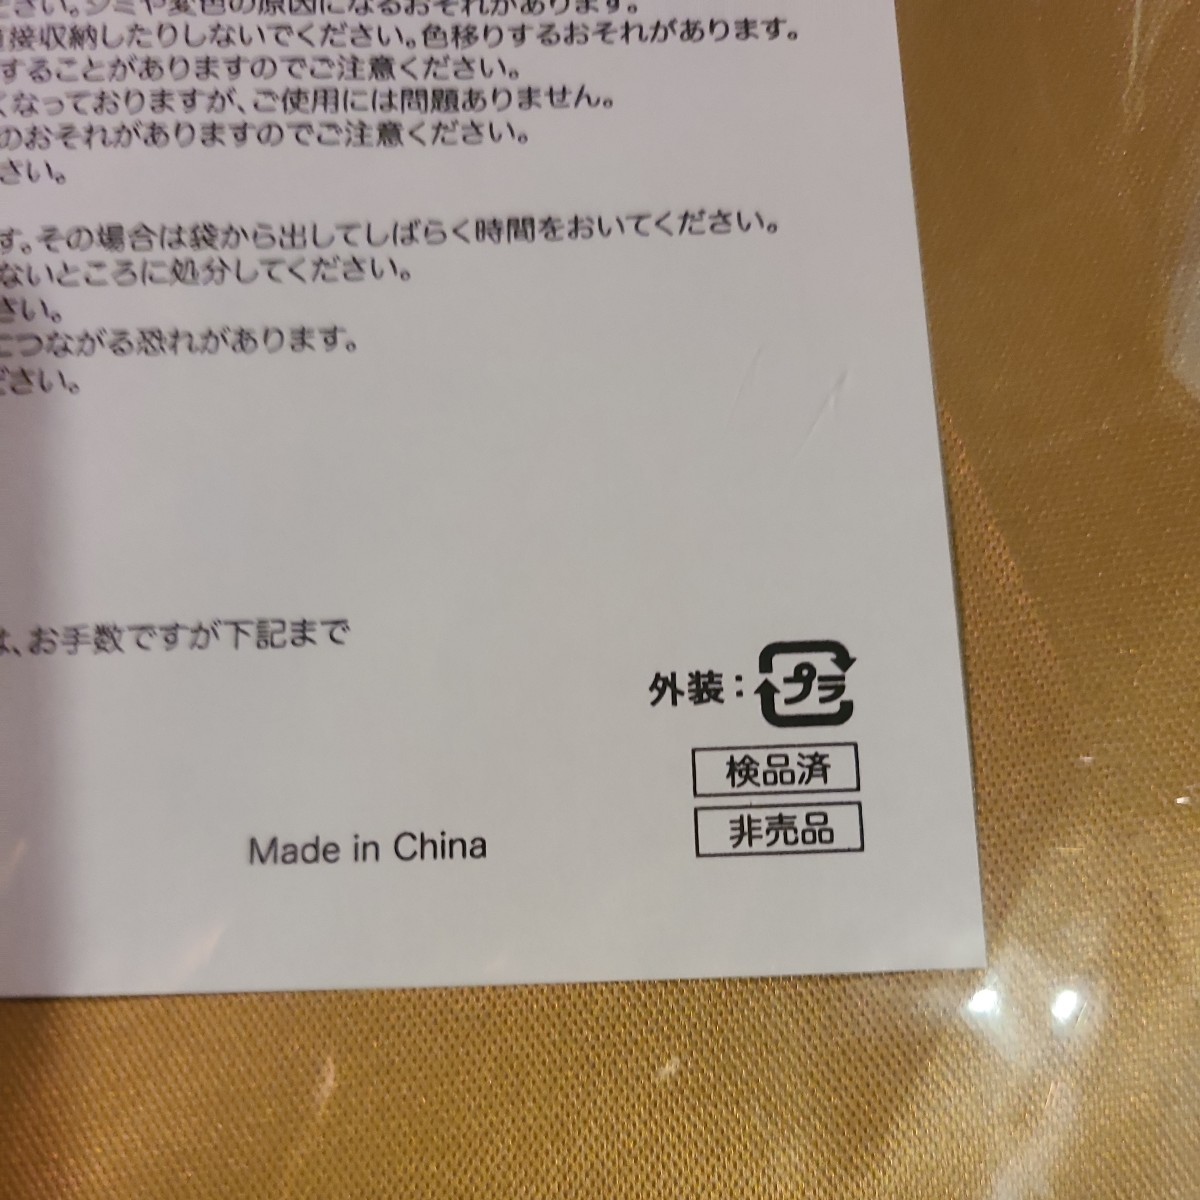 ださい。シミや変色の原因になるおそれがあります。
直接収納したりしないでください。色移りするおそれがあります。
することがありますのでご注意ください。
くなっておりますが、ご使用には問題ありません。
のおそれがありますのでご注意ください。
さい。
す。その場合は袋から出してしばらく時間をおいてください。
ないところに処分してください。
さい。
につながる恐れがあります。
ださい。
は、お手数ですが下記まで
外装：プラ
検品済
非売品
Made in China